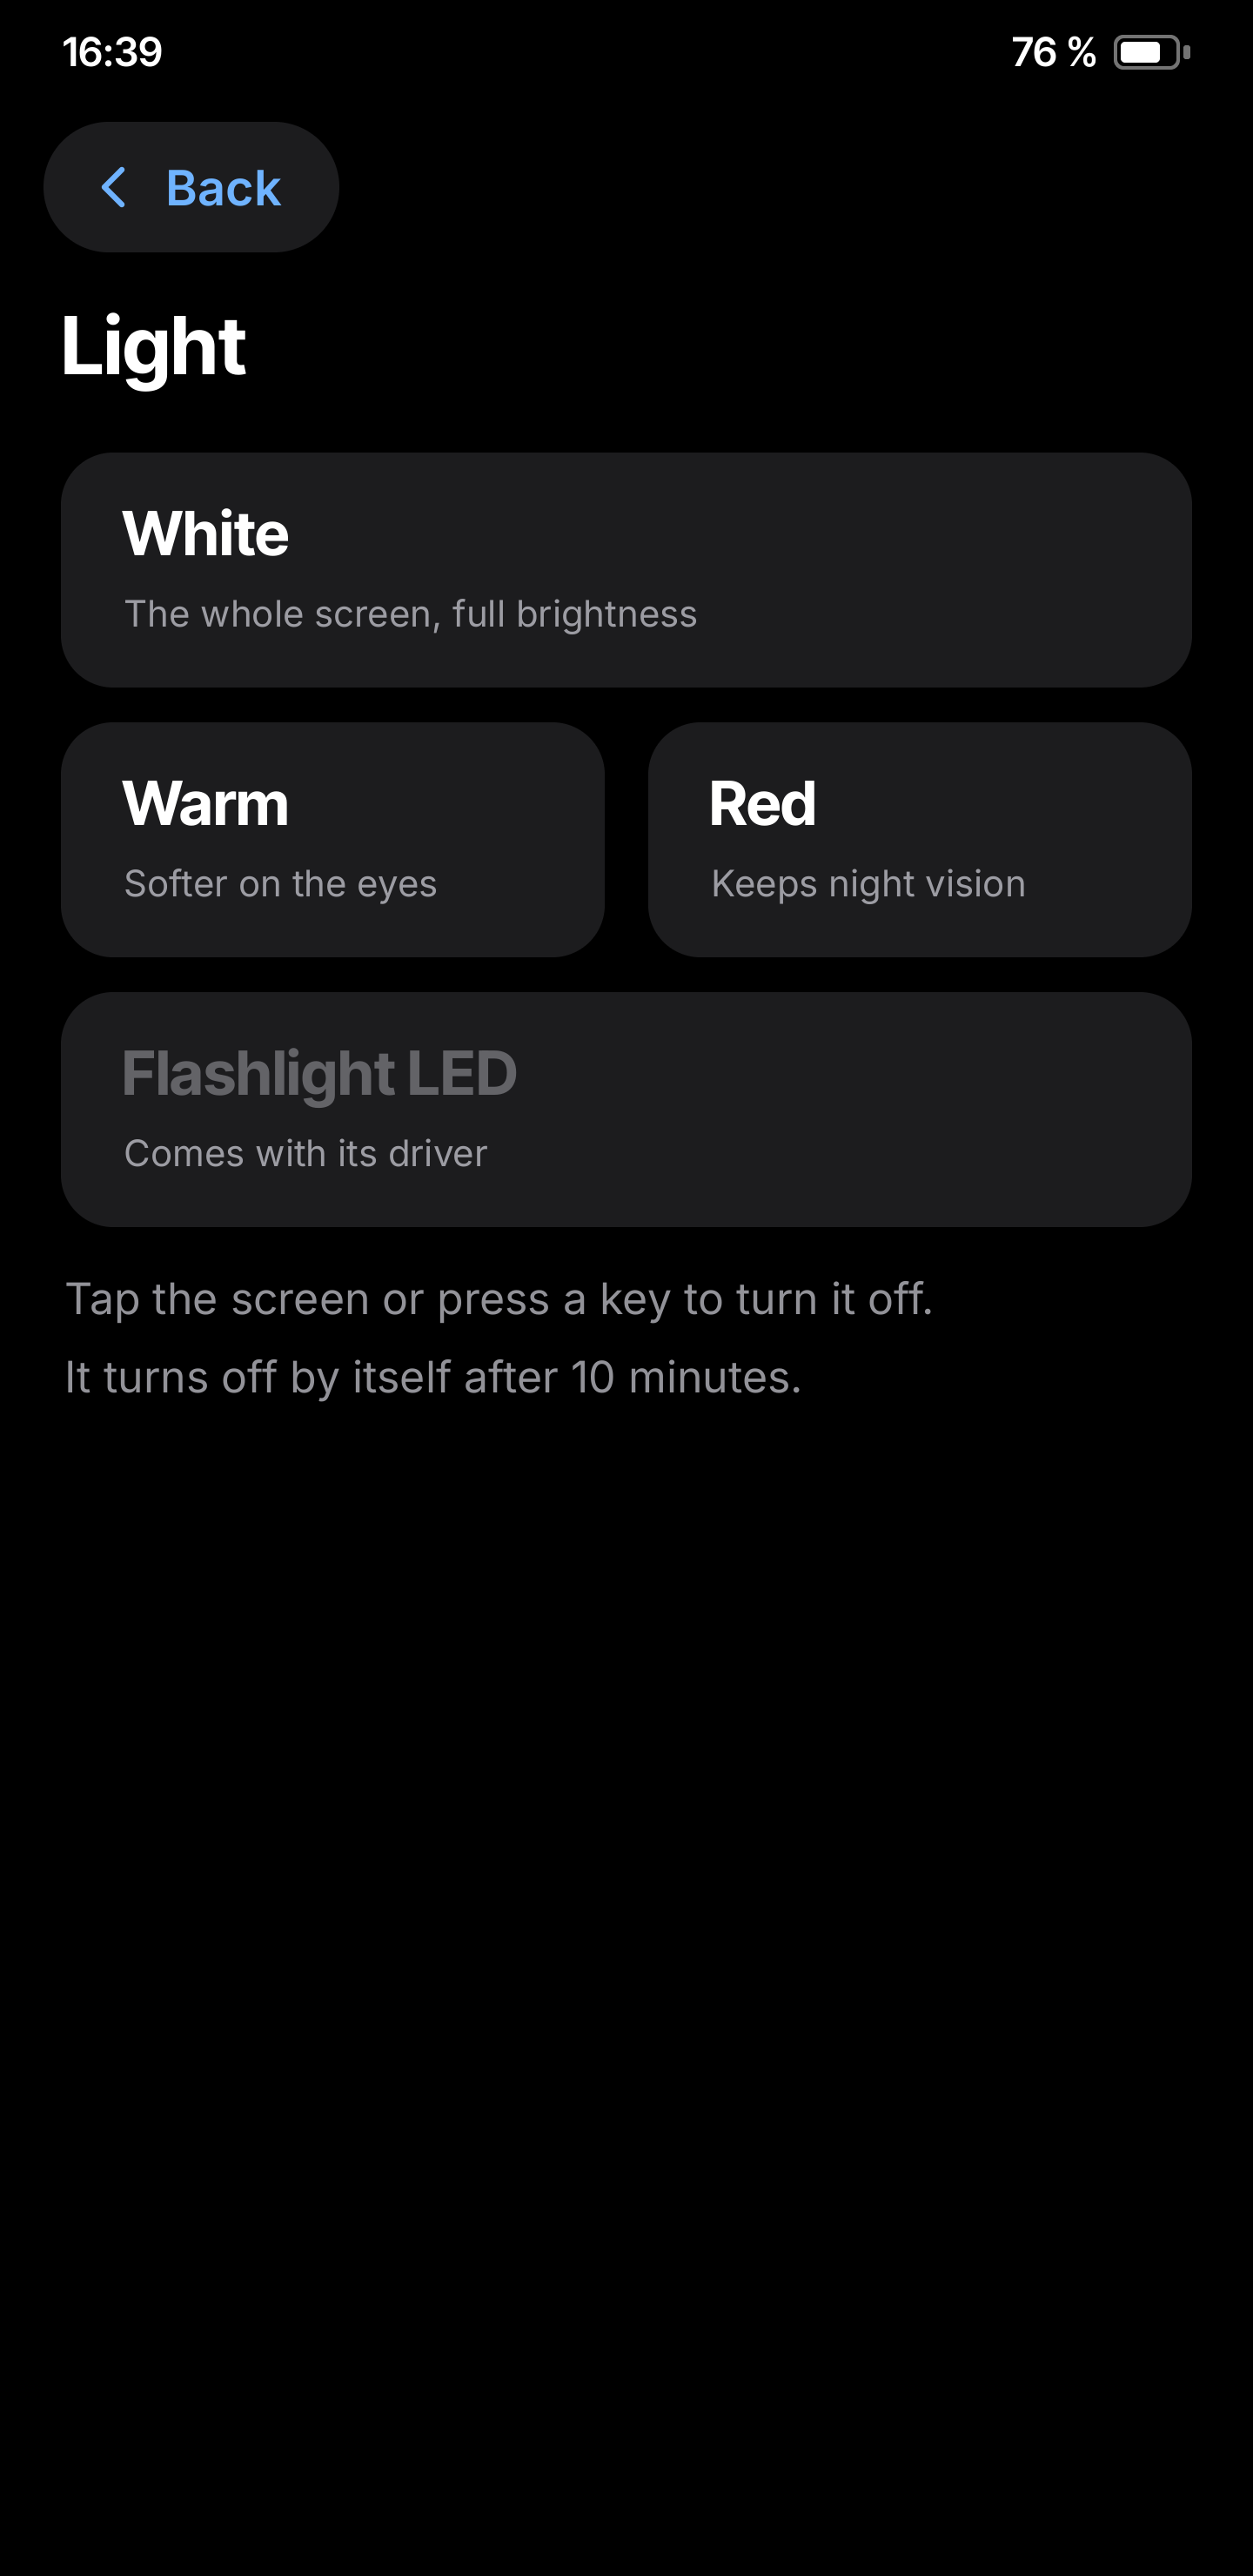 16:39
76 %
Back
Light
White
The whole screen, full brightness
Warm
Softer on the eyes
Red
Keeps night vision
Flashlight LED
Comes with its driver
Tap the screen or press a key to turn it off.
It turns off by itself after 10 minutes.